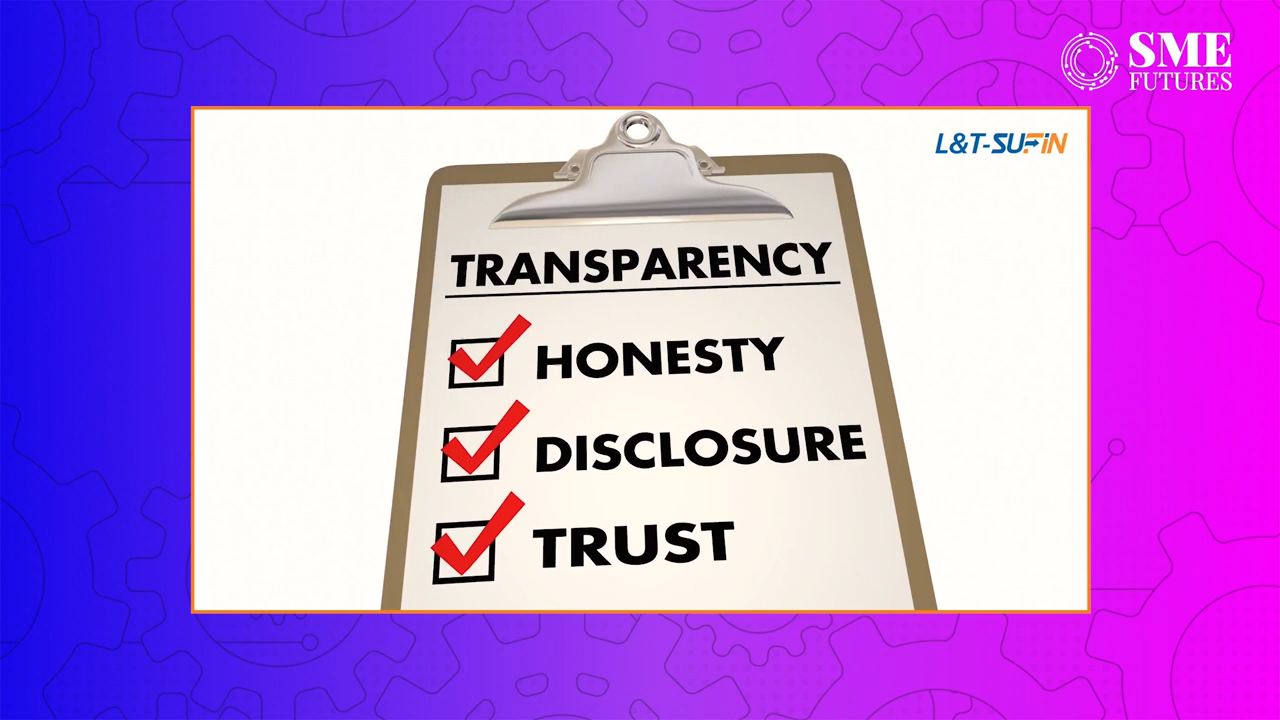 SME
FUTURES
L&T-SUFIN
TRANSPARENCY
HONESTY
DISCLOSURE
TRUST